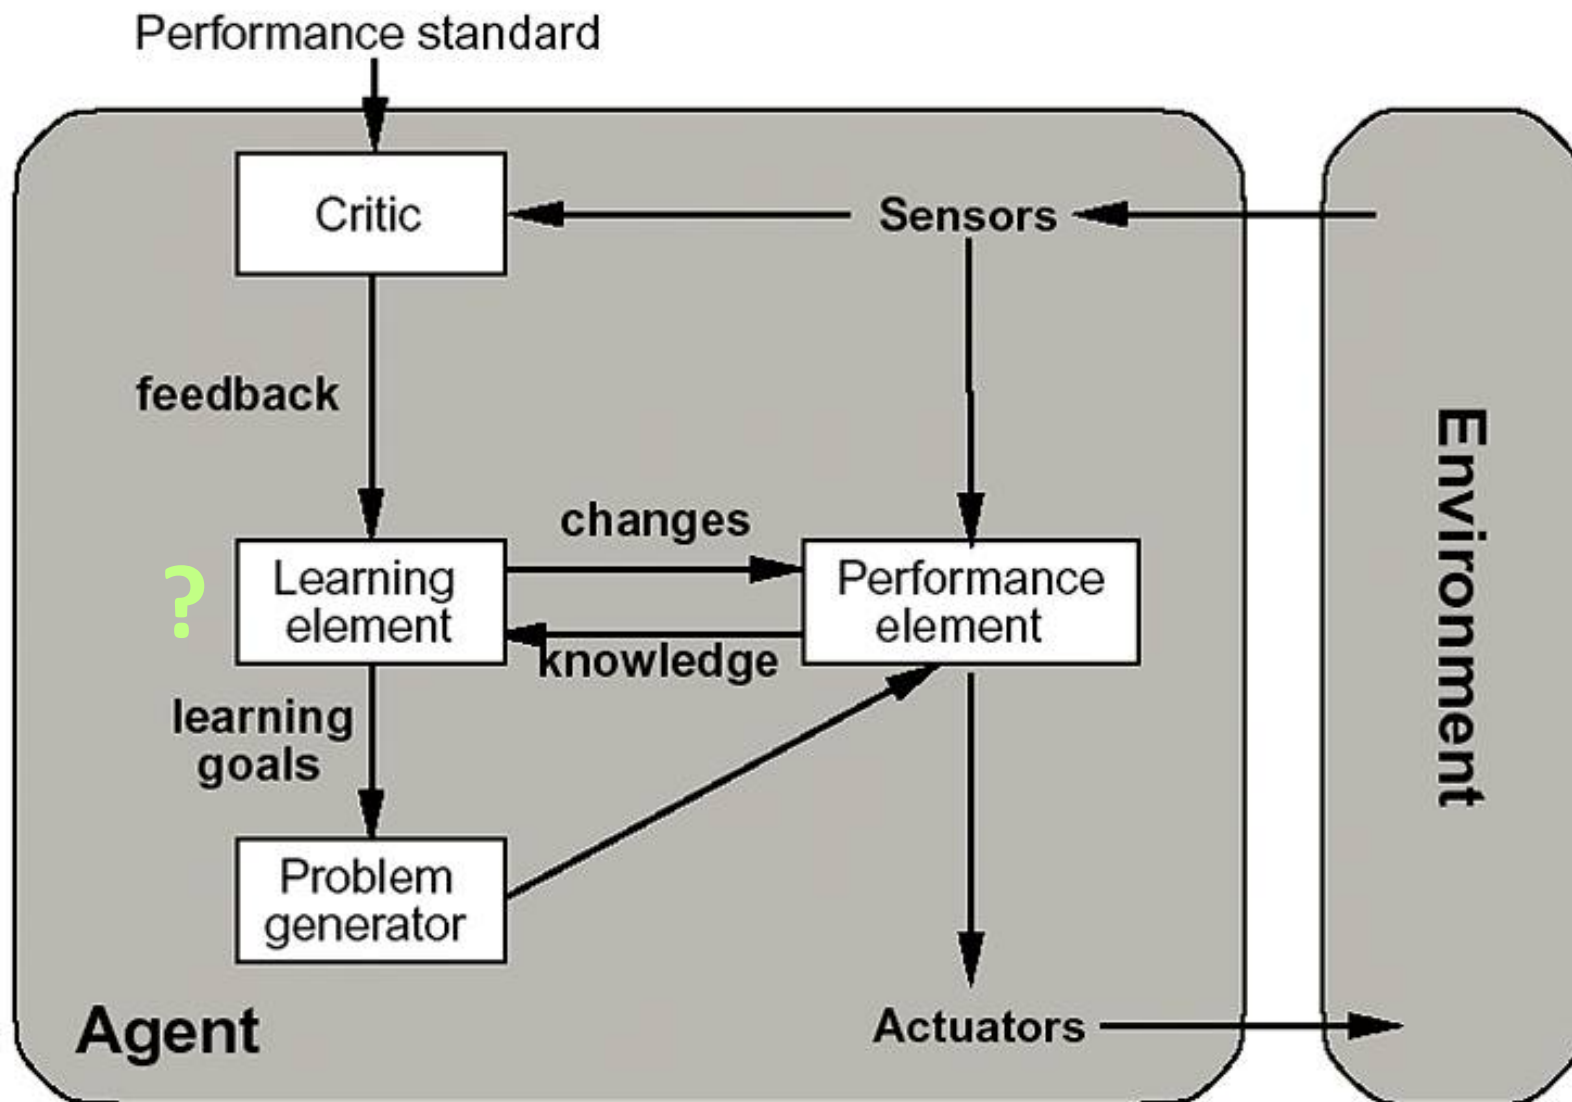 Performance standard
Critic
Sensors
feedback
changes
?
Learning
element
Performance
element
knowledge
learning
goals
Problem
generator
Agent
Actuators
Environment